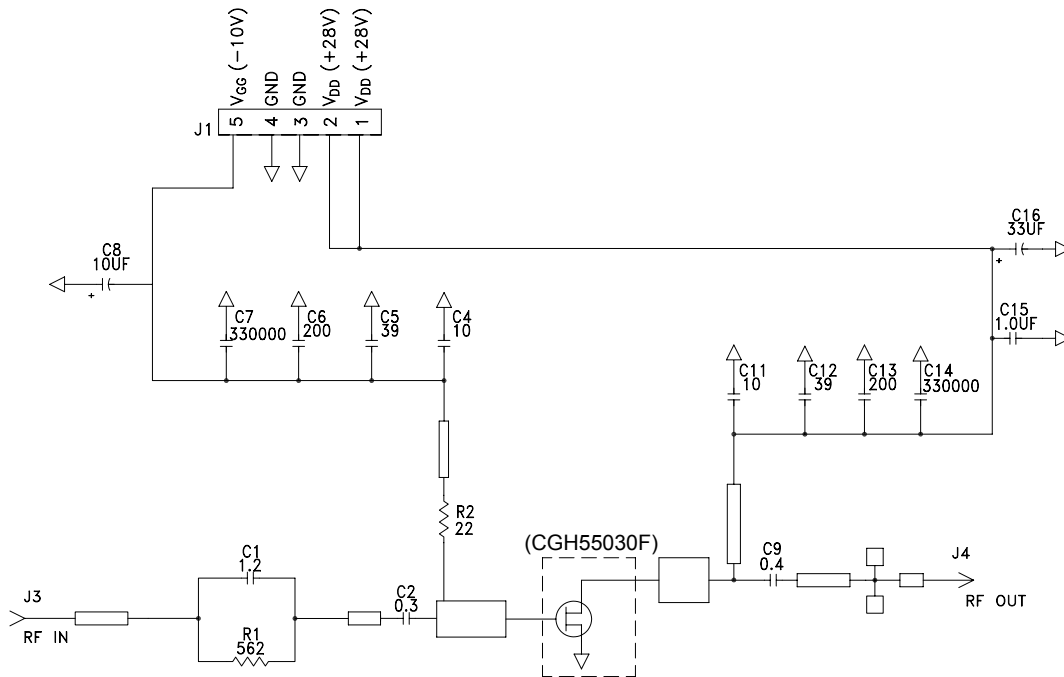 VGG (-10V)
GND
GND
VDD (+28V)
VDD (+28V)
J1
5
4
3
2
1
C8
10UF
+
C16
33UF
+
C7
330000
C6
200
C5
39
C4
10
C15
1.0UF
C11
10
C12
39
C13
200
C14
330000
R2
22
(CGH55030F)
C9
0.4
J4
RF OUT
C1
1.2
J3
RF IN
C2
0.3
R1
562